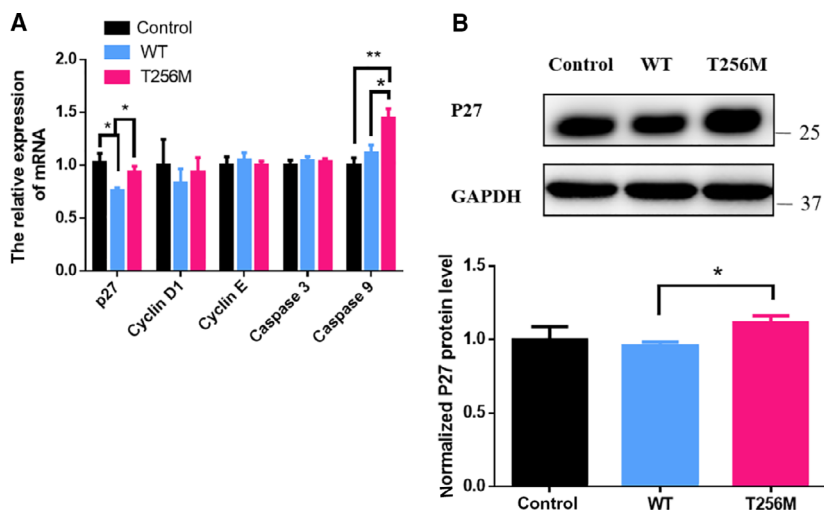 A
Control
WT
T256M
The relative expression
of mRNA
2.0
1.5
1.0
0.5
0.0
* * ** *
p27
Cyclin D1
Cyclin E
Caspase 3
Caspase 9
B
Control WT T256M
P27
25
GAPDH
37
Normalized P27 protein level
1.5
1.0
0.5
0.0
*
Control WT T256M